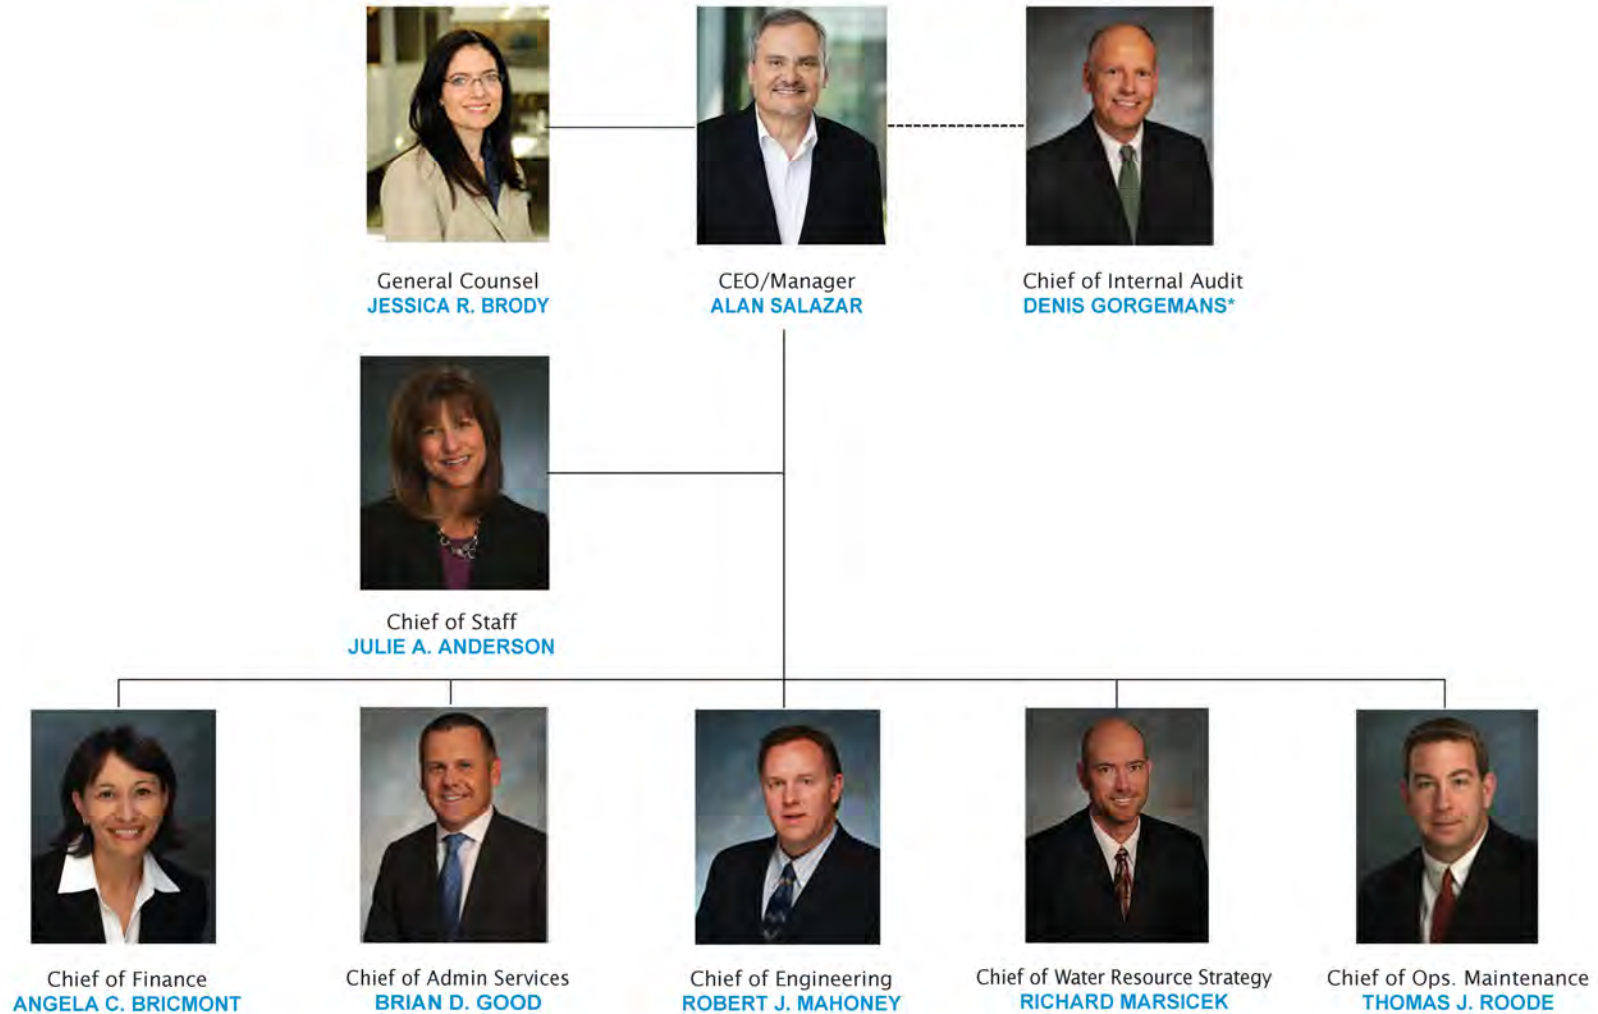 General Counsel
JESSICA R. BRODY
CEO/Manager
ALAN SALAZAR
Chief of Internal Audit
DENIS GORGEMANS*
Chief of Staff
JULIE A. ANDERSON
Chief of Finance
ANGELA C. BRICMONT
Chief of Admin Services
BRIAN D. GOOD
Chief of Engineering
ROBERT J. MAHONEY
Chief of Water Resource Strategy
RICHARD MARSICEK
Chief of Ops. Maintenance
THOMAS J. ROODE